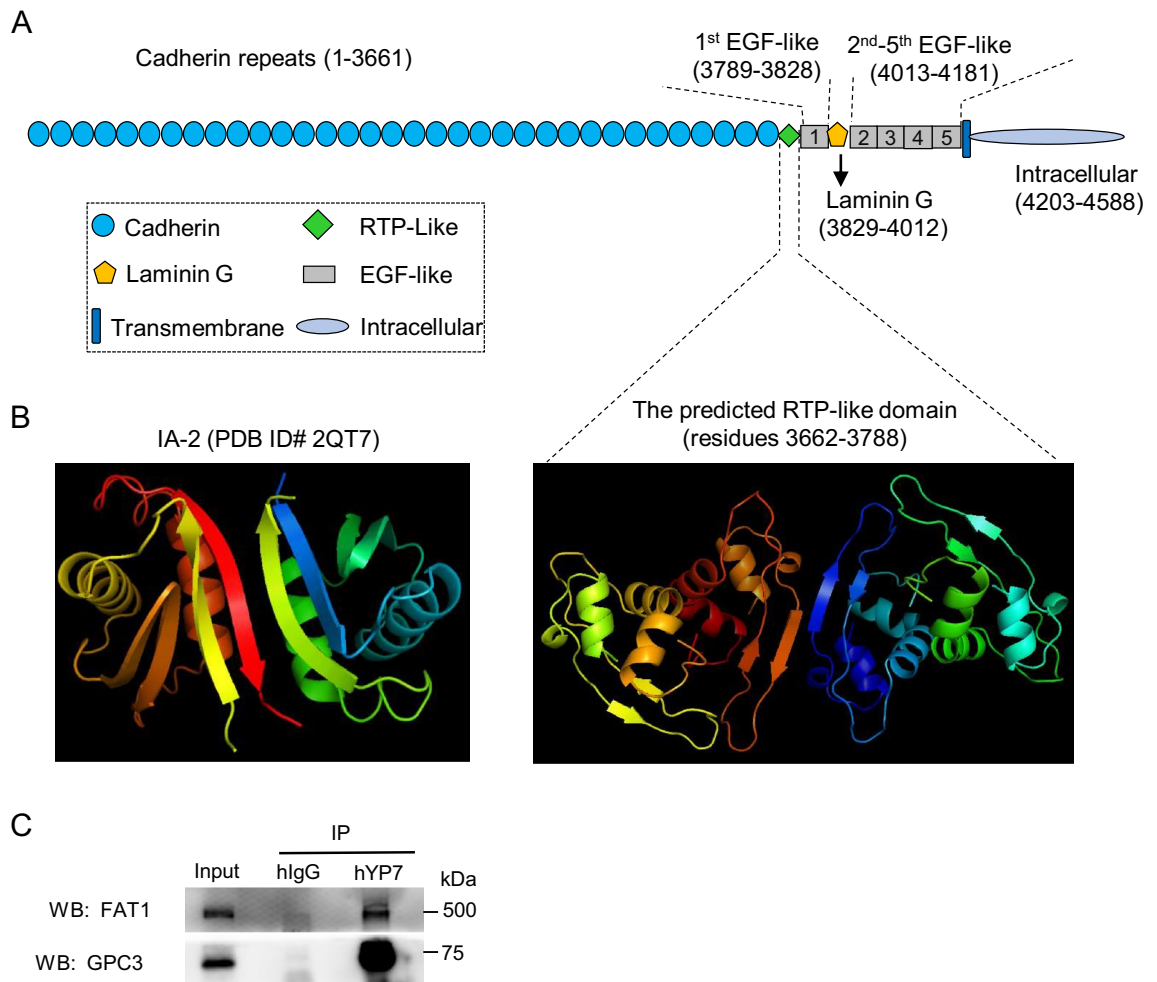 A
Cadherin repeats (1-3661)
1st EGF-like
(3789-3828)
2nd-5th EGF-like
(4013-4181)
1
2
3
4
5
Laminin G
(3829-4012)
Intracellular
(4203-4588)
Cadherin
RTP-Like
Laminin G
EGF-like
Transmembrane
Intracellular
B
IA-2 (PDB ID# 2QT7)
The predicted RTP-like domain
(residues 3662-3788)
C
IP
Input
hIgG
hYP7
kDa
WB: FAT1
500
WB: GPC3
75